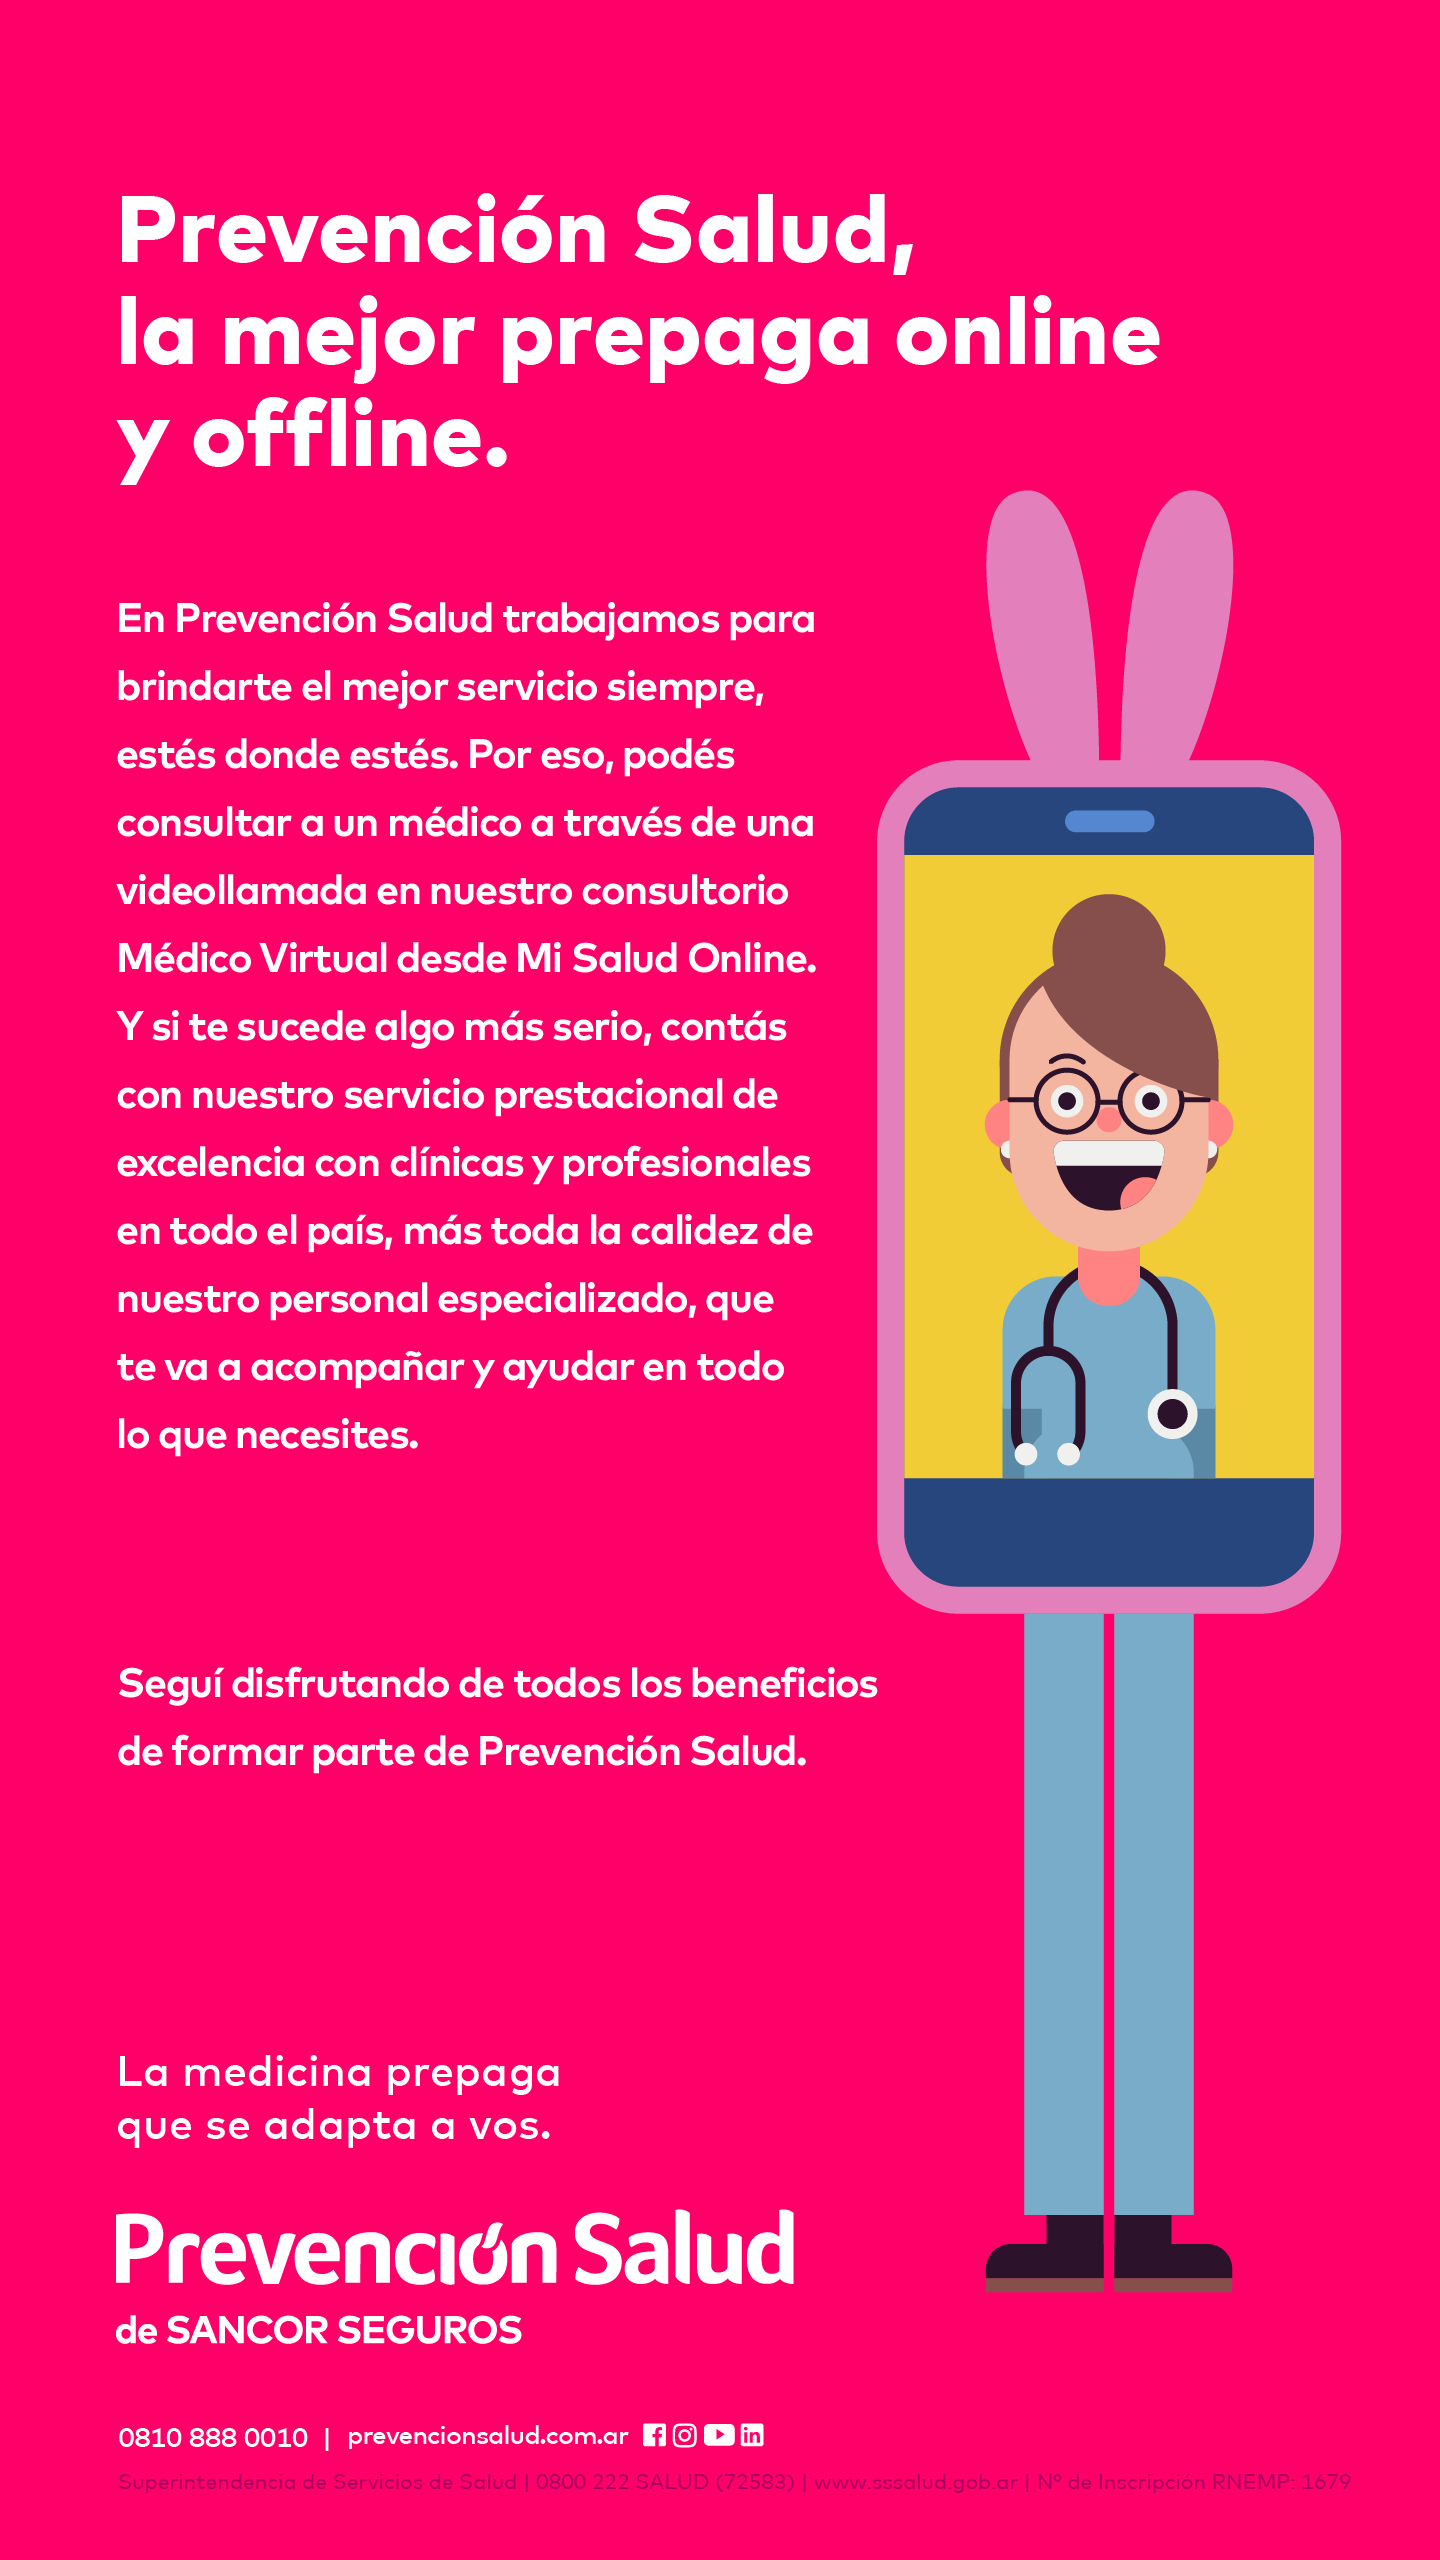 Prevención Salud,
la mejor prepaga online
y offline.
En Prevención Salud trabajamos para
brindarte el mejor servicio siempre,
estés donde estés. Por eso, podés
consultar a un médico a través de una
videollamada en nuestro consultorio
Médico Virtual desde Mi Salud Online.
Y si te sucede algo más serio, contás
con nuestro servicio prestacional de
excelencia con clínicas y profesionales
en todo el país, más toda la calidez de
nuestro personal especializado, que
te va a acompañar y ayudar en todo
lo que necesites.
Seguí disfrutando de todos los beneficios
de formar parte de Prevención Salud.
La medicina prepaga
que se adapta a vos.
Prevención Salud
de SANCOR SEGUROS
0810 888 0010 | prevencionsalud.com.ar
Superintendencia de Servicios de Salud | 0800 222 SALUD (72583) | www.sssalud.gob.ar | Nº de Inscripción RNEMP: 1679